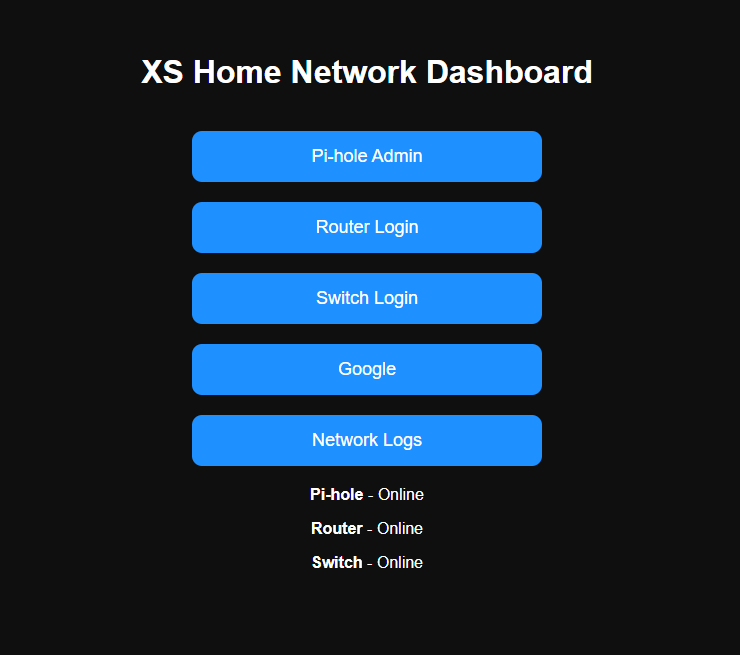 XS Home Network Dashboard
Pi-hole Admin
Router Login
Switch Login
Google
Network Logs
Pi-hole - Online
Router - Online
Switch - Online